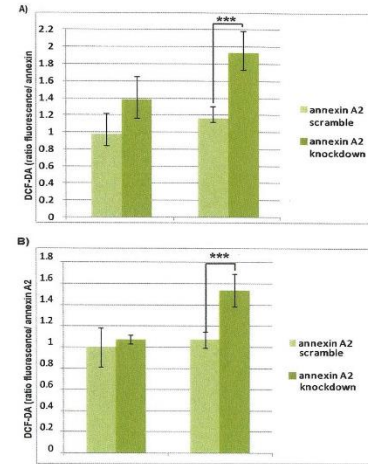 A)
DCF-DA (ratio fluorescence/ annexin
2.2
2
1.8
1.6
1.4
1.2
1
0.8
0.6
0.4
0.2
0
***
annexin A2
scramble
annexin A2
knockdown
B)
DCF-DA (ratio fluorescence/ annexin A2
1.8
1.6
1.4
1.2
1
0.8
0.6
0.4
0.2
0
***
annexin A2
scramble
annexin A2
knockdown